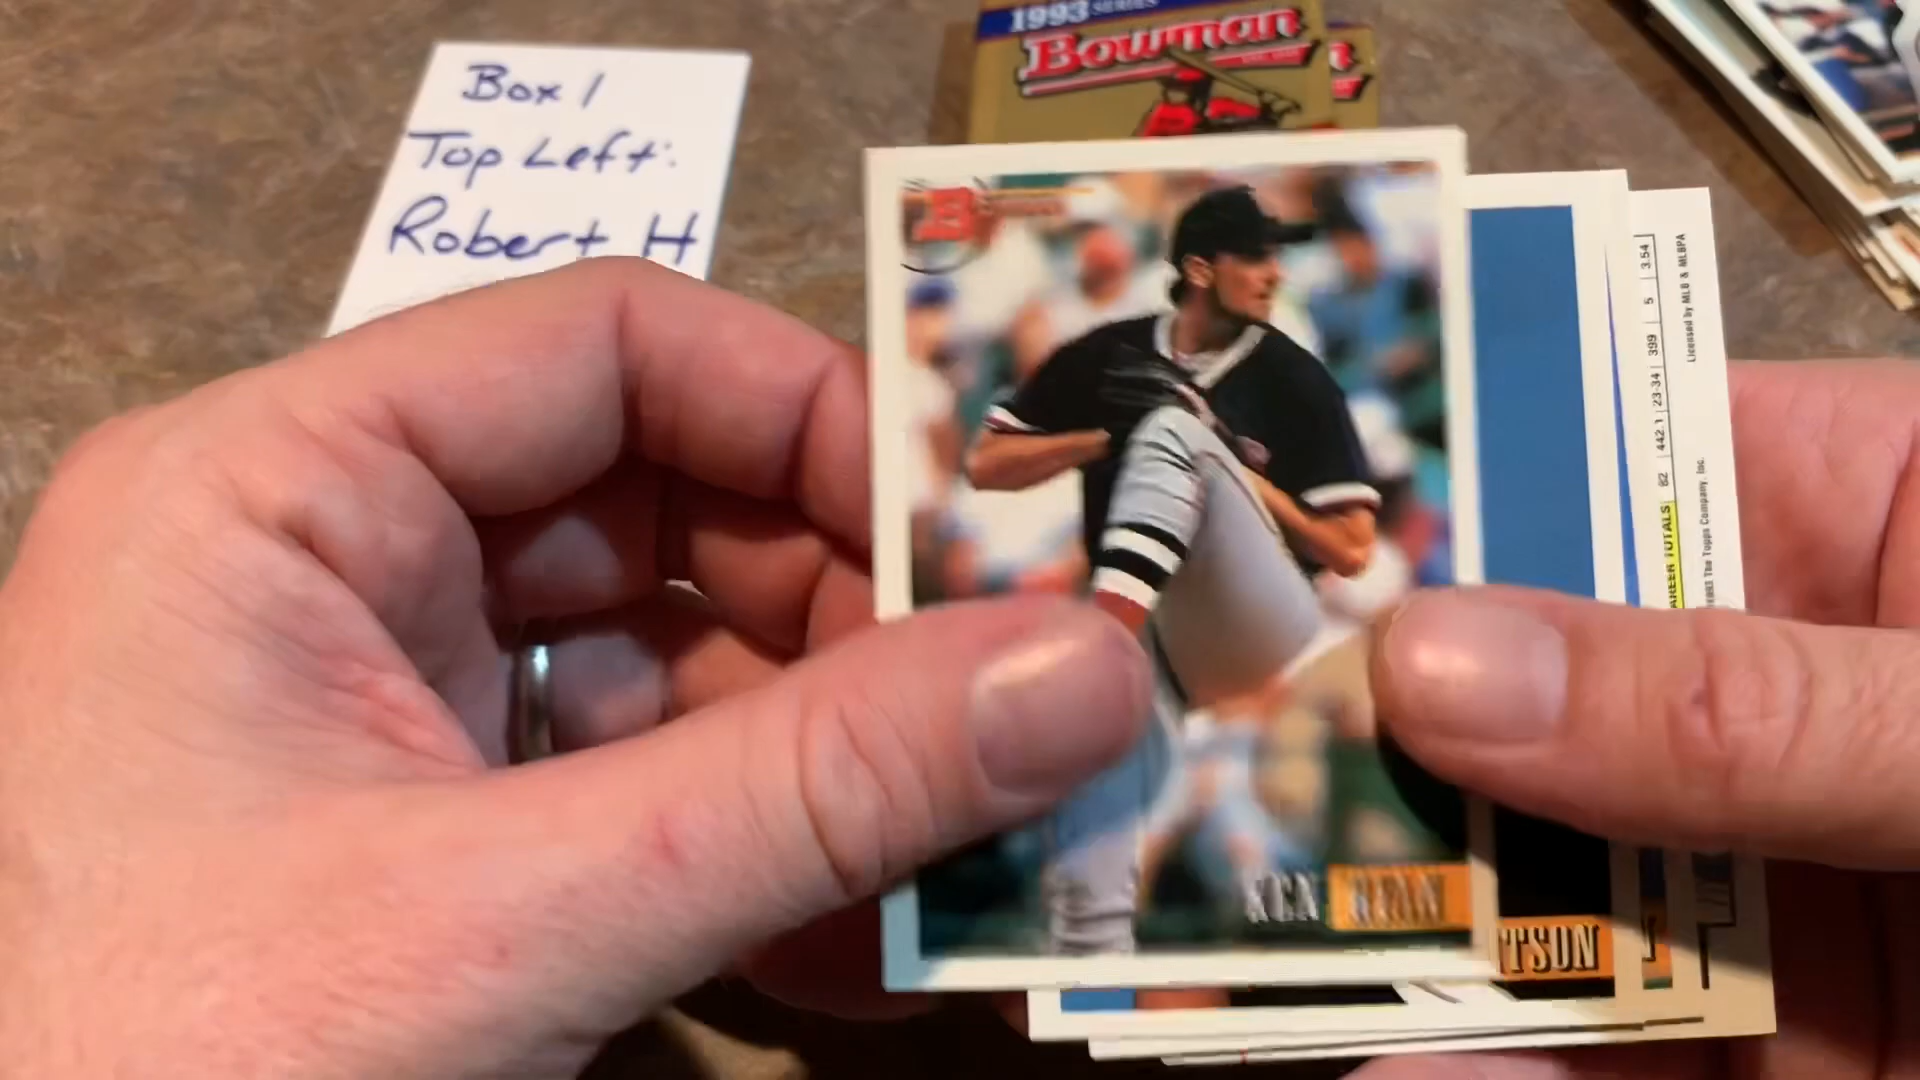 Box 1
Top Left:
Robert H
1993 SERIES
Bowman
B
KEN RYAN
TSON
CAREER TOTALS 82 442.1 23-34 399 5 3.54
©1993 The Topps Company, Inc. Licensed by MLB & MLBPA